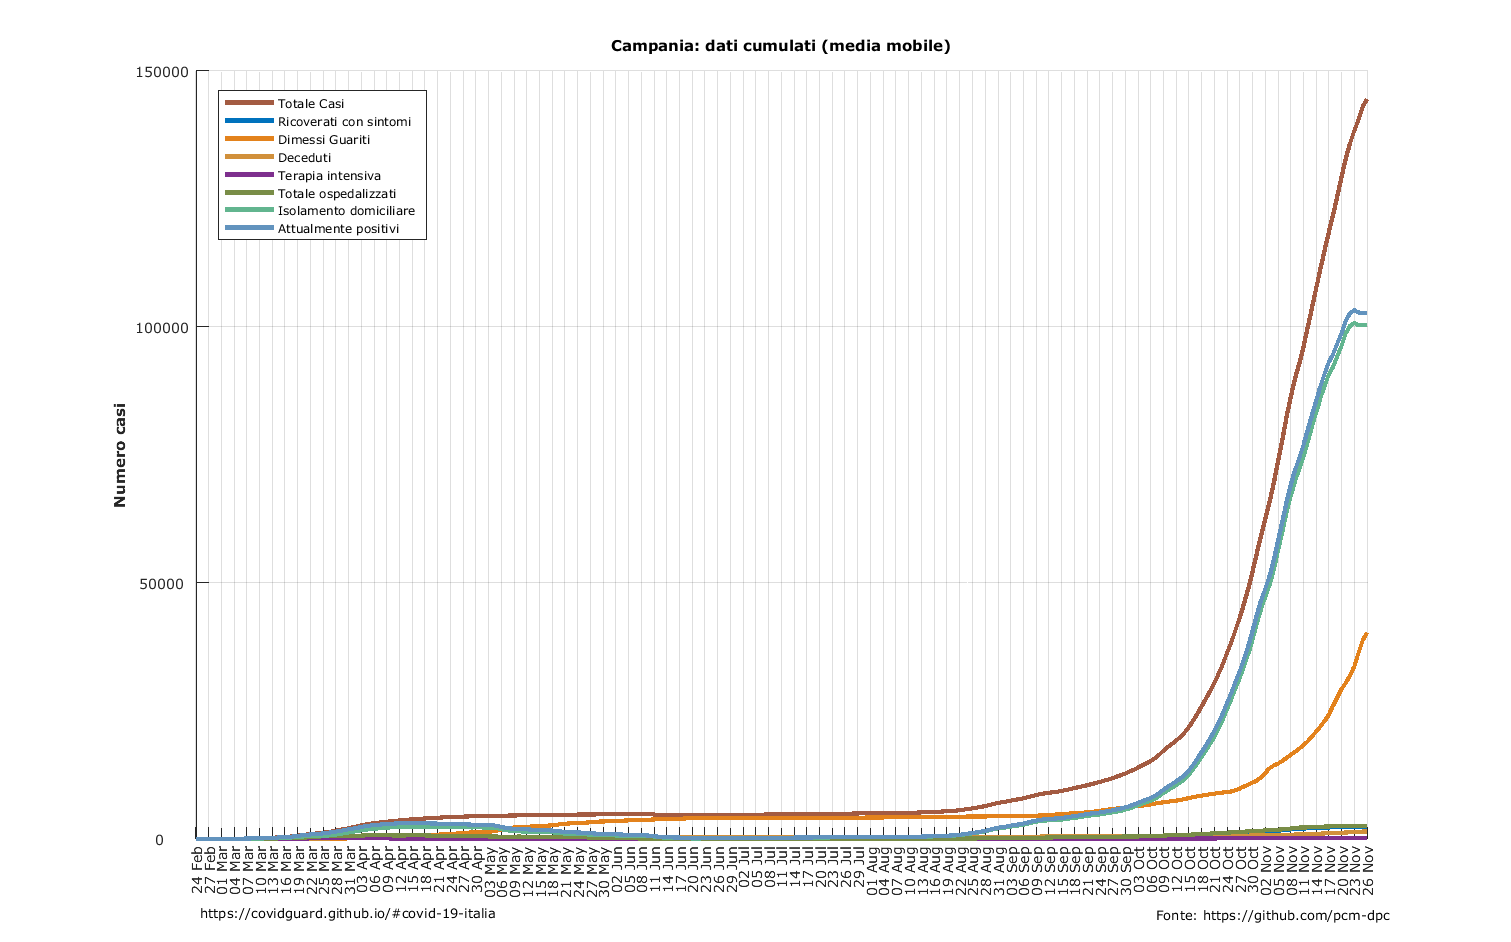 Campania: dati cumulati (media mobile)
150000
100000
50000
0
Numero casi
Totale Casi
Ricoverati con sintomi
Dimessi Guariti
Deceduti
Terapia intensiva
Totale ospedalizzati
Isolamento domiciliare
Attualmente positivi
24 Feb
27 Feb
01 Mar
04 Mar
07 Mar
10 Mar
13 Mar
16 Mar
19 Mar
22 Mar
25 Mar
28 Mar
31 Mar
03 Apr
06 Apr
09 Apr
12 Apr
15 Apr
18 Apr
21 Apr
24 Apr
27 Apr
30 Apr
03 May
06 May
09 May
12 May
15 May
18 May
21 May
24 May
27 May
30 May
02 Jun
05 Jun
08 Jun
11 Jun
14 Jun
17 Jun
20 Jun
23 Jun
26 Jun
29 Jun
02 Jul
05 Jul
08 Jul
11 Jul
14 Jul
17 Jul
20 Jul
23 Jul
26 Jul
29 Jul
01 Aug
04 Aug
07 Aug
10 Aug
13 Aug
16 Aug
19 Aug
22 Aug
25 Aug
28 Aug
31 Aug
03 Sep
06 Sep
09 Sep
12 Sep
15 Sep
18 Sep
21 Sep
24 Sep
27 Sep
30 Sep
03 Oct
06 Oct
09 Oct
12 Oct
15 Oct
18 Oct
21 Oct
24 Oct
27 Oct
30 Oct
02 Nov
05 Nov
08 Nov
11 Nov
14 Nov
17 Nov
20 Nov
23 Nov
26 Nov
https://covidguard.github.io/#covid-19-italia
Fonte: https://github.com/pcm-dpc